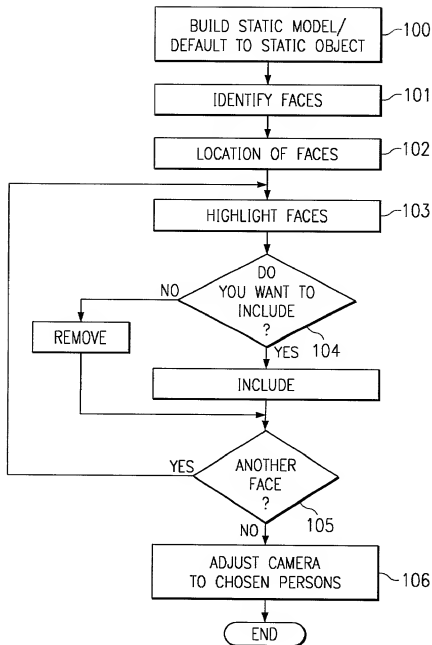 BUILD STATIC MODEL/
DEFAULT TO STATIC OBJECT
100
IDENTIFY FACES
101
LOCATION OF FACES
102
HIGHLIGHT FACES
103
DO
YOU WANT TO
INCLUDE
?
NO
104
YES
REMOVE
INCLUDE
YES
ANOTHER
FACE
?
105
NO
ADJUST CAMERA
TO CHOSEN PERSONS
106
END